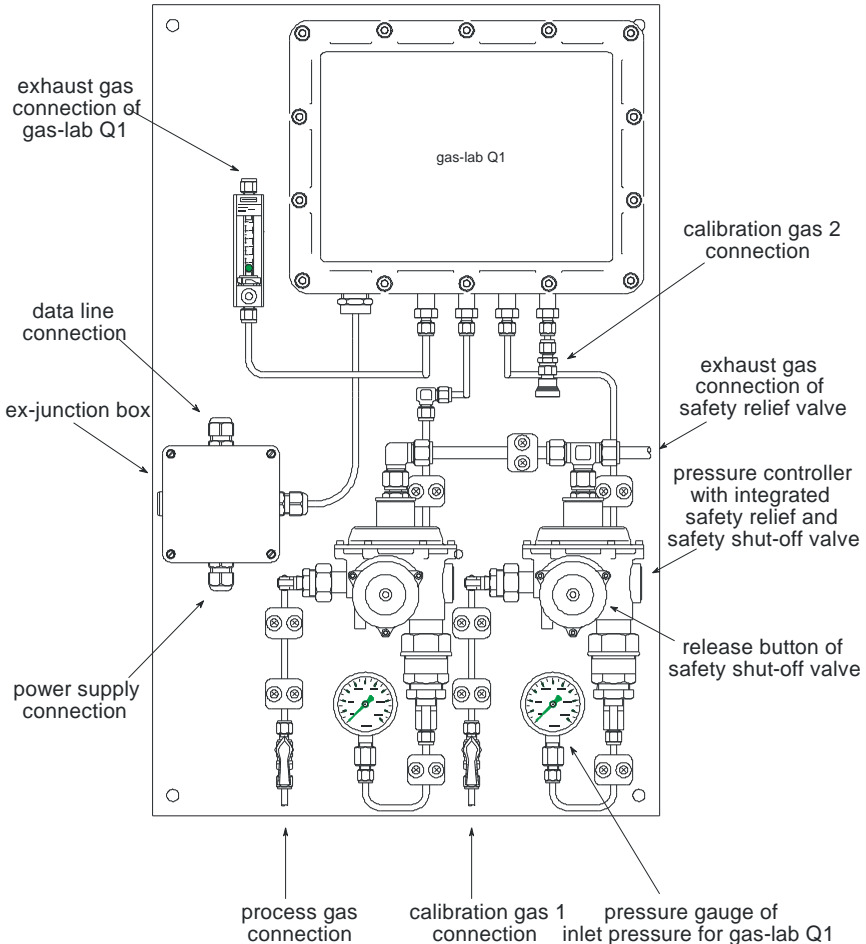 exhaust gas
connection of
gas-lab Q1
gas-lab Q1
calibration gas 2
connection
data line
connection
ex-junction box
exhaust gas
connection of
safety relief valve
pressure controller
with integrated
safety relief and
safety shut-off valve
release button of
safety shut-off valve
power supply
connection
process gas
connection
calibration gas 1
connection
pressure gauge of
inlet pressure for gas-lab Q1